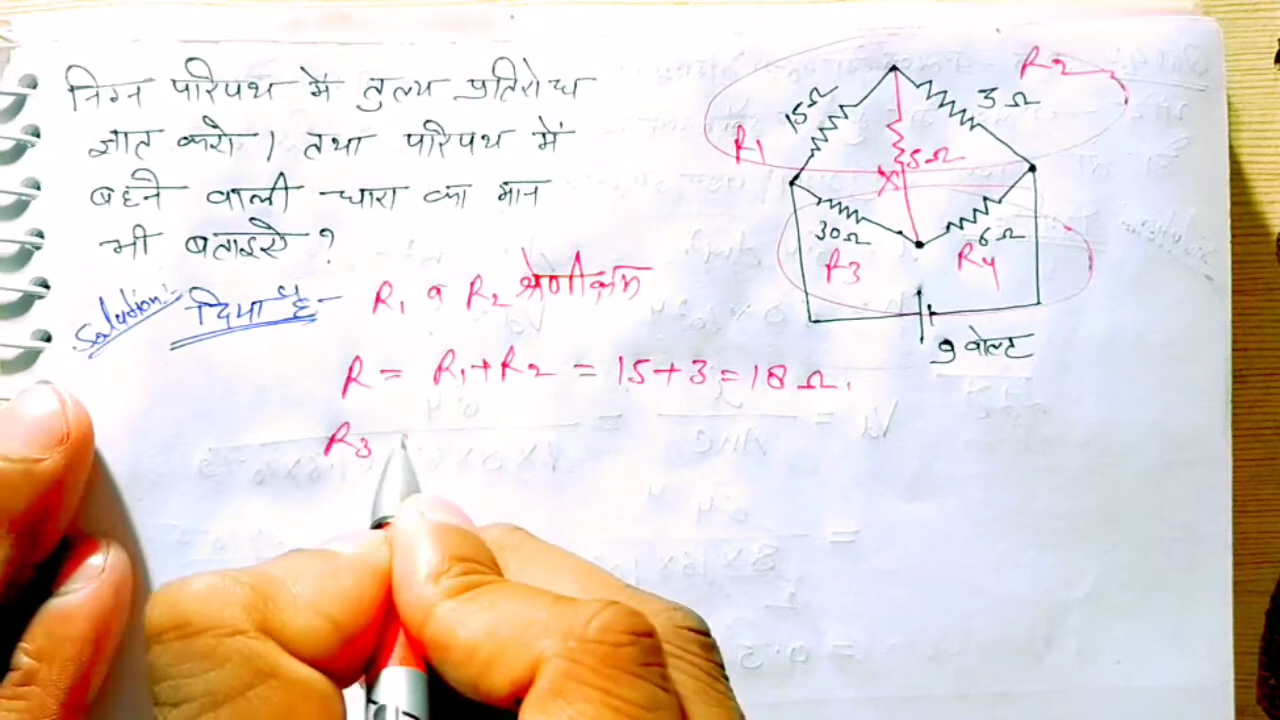 निम्न परिपथ में तुल्य प्रतिरोध
ज्ञात करो । तथा परिपथ में
बहने वाली धारा का मान
भी बताइये ?
Solution:- दिया है-
R1 व R2 श्रेणीक्रम
R = R1+R2 = 15+3 = 18 Ω.
R3
R2
15Ω
3 Ω
R1
5Ω
X
30Ω
6Ω
R3
R4
9 वोल्ट